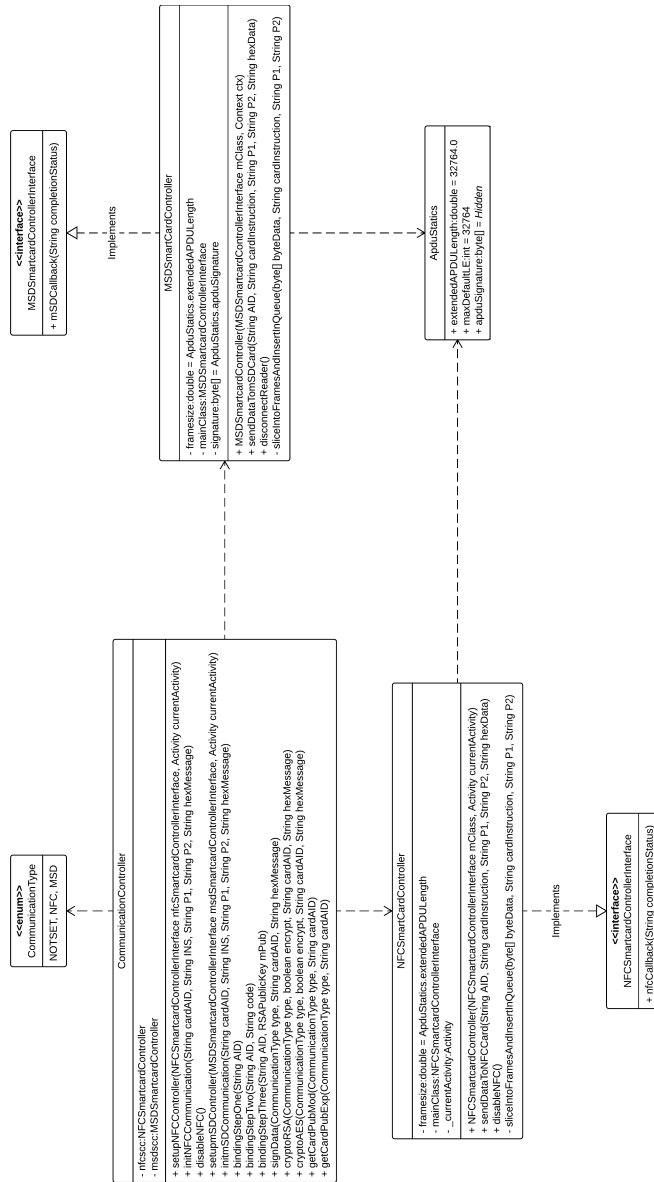 <<interface>>
MSDSmartcardControllerInterface
+ mSDCallback(String completionStatus)
Implements
MSDSmartCardController
- framesize:double = ApduStatics.extendedAPDULength
- mainClass:MSDSmartcardControllerInterface
- signature:byte[] = ApduStatics.apduSignature
+ MSDSmartcardController(MSDSmartcardControllerInterface mClass, Context ctx)
+ sendDataTomSDCard(String AID, String cardInstruction, String P1, String P2, String hexData)
+ disconnectReader()
- sliceIntoFramesAndInsertInQueue(byte[] byteData, String cardInstruction, String P1, String P2)
ApduStatics
+ extendedAPDULength:double = 32764.0
+ maxDefaultLE:int = 32764
+ apduSignature:byte[] = Hidden
<<enum>>
CommunicationType
NOTSET, NFC, MSD
CommunicationController
- nfcscc:NFCSmartcardController
- msdscc:MSDSmartcardController
+ setupNFCController(NFCSmartcardControllerInterface nfcSmartcardControllerInterface, Activity currentActivity)
+ initNFCCommunication(String cardAID, String INS, String P1, String P2, String hexMessage)
+ disableNFC()
+ setupmSDController(MSDSmartcardControllerInterface msdSmartcardControllerInterface, Activity currentActivity)
+ initmSDCommunication(String cardAID, String INS, String P1, String P2, String hexMessage)
+ bindingStepOne(String AID)
+ bindingStepTwo(String AID, String code)
+ bindingStepThree(String AID, RSAPublicKey mPub)
+ signData(CommunicationType type, String cardAID, String hexMessage)
+ cryptoRSA(CommunicationType type, boolean encrypt, String cardAID, String hexMessage)
+ cryptoAES(CommunicationType type, boolean encrypt, String cardAID, String hexMessage)
+ getCardPubMod(CommunicationType type, String cardAID)
+ getCardPubExp(CommunicationType type, String cardAID)
NFCSmartCardController
- framesize:double = ApduStatics.extendedAPDULength
- mainClass:NFCSmartcardControllerInterface
- _currentActivity:Activity
+ NFCSmartcardController(NFCSmartcardControllerInterface mClass, Activity currentActivity)
+ sendDataToNFCCard(String AID, String cardInstruction, String P1, String P2, String hexData)
+ disableNFC()
- sliceIntoFramesAndInsertInQueue(byte[] byteData, String cardInstruction, String P1, String P2)
Implements
<<interface>>
NFCSmartcardControllerInterface
+ nfcCallback(String completionStatus)